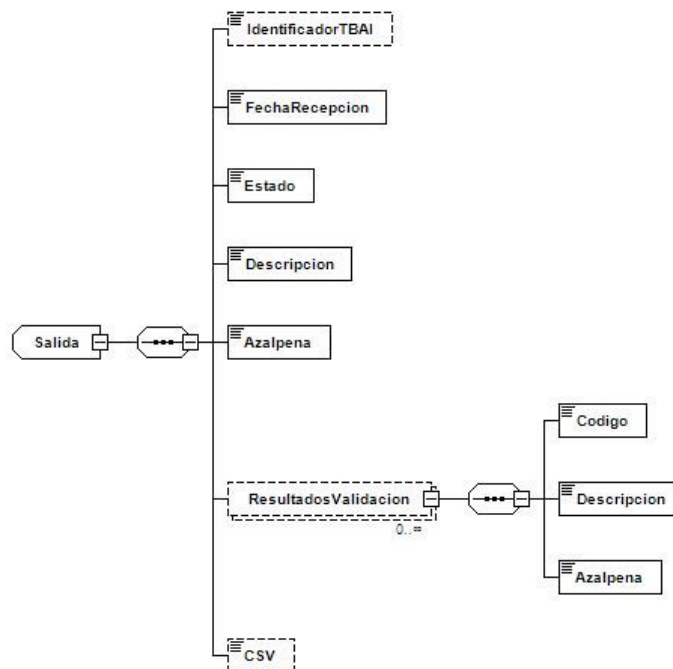 IdentificadorTBAI
FechaRecepcion
Estado
Descripcion
Salida
Azalpena
Codigo
ResultadosValidacion
Descripcion
0..∞
Azalpena
CSV